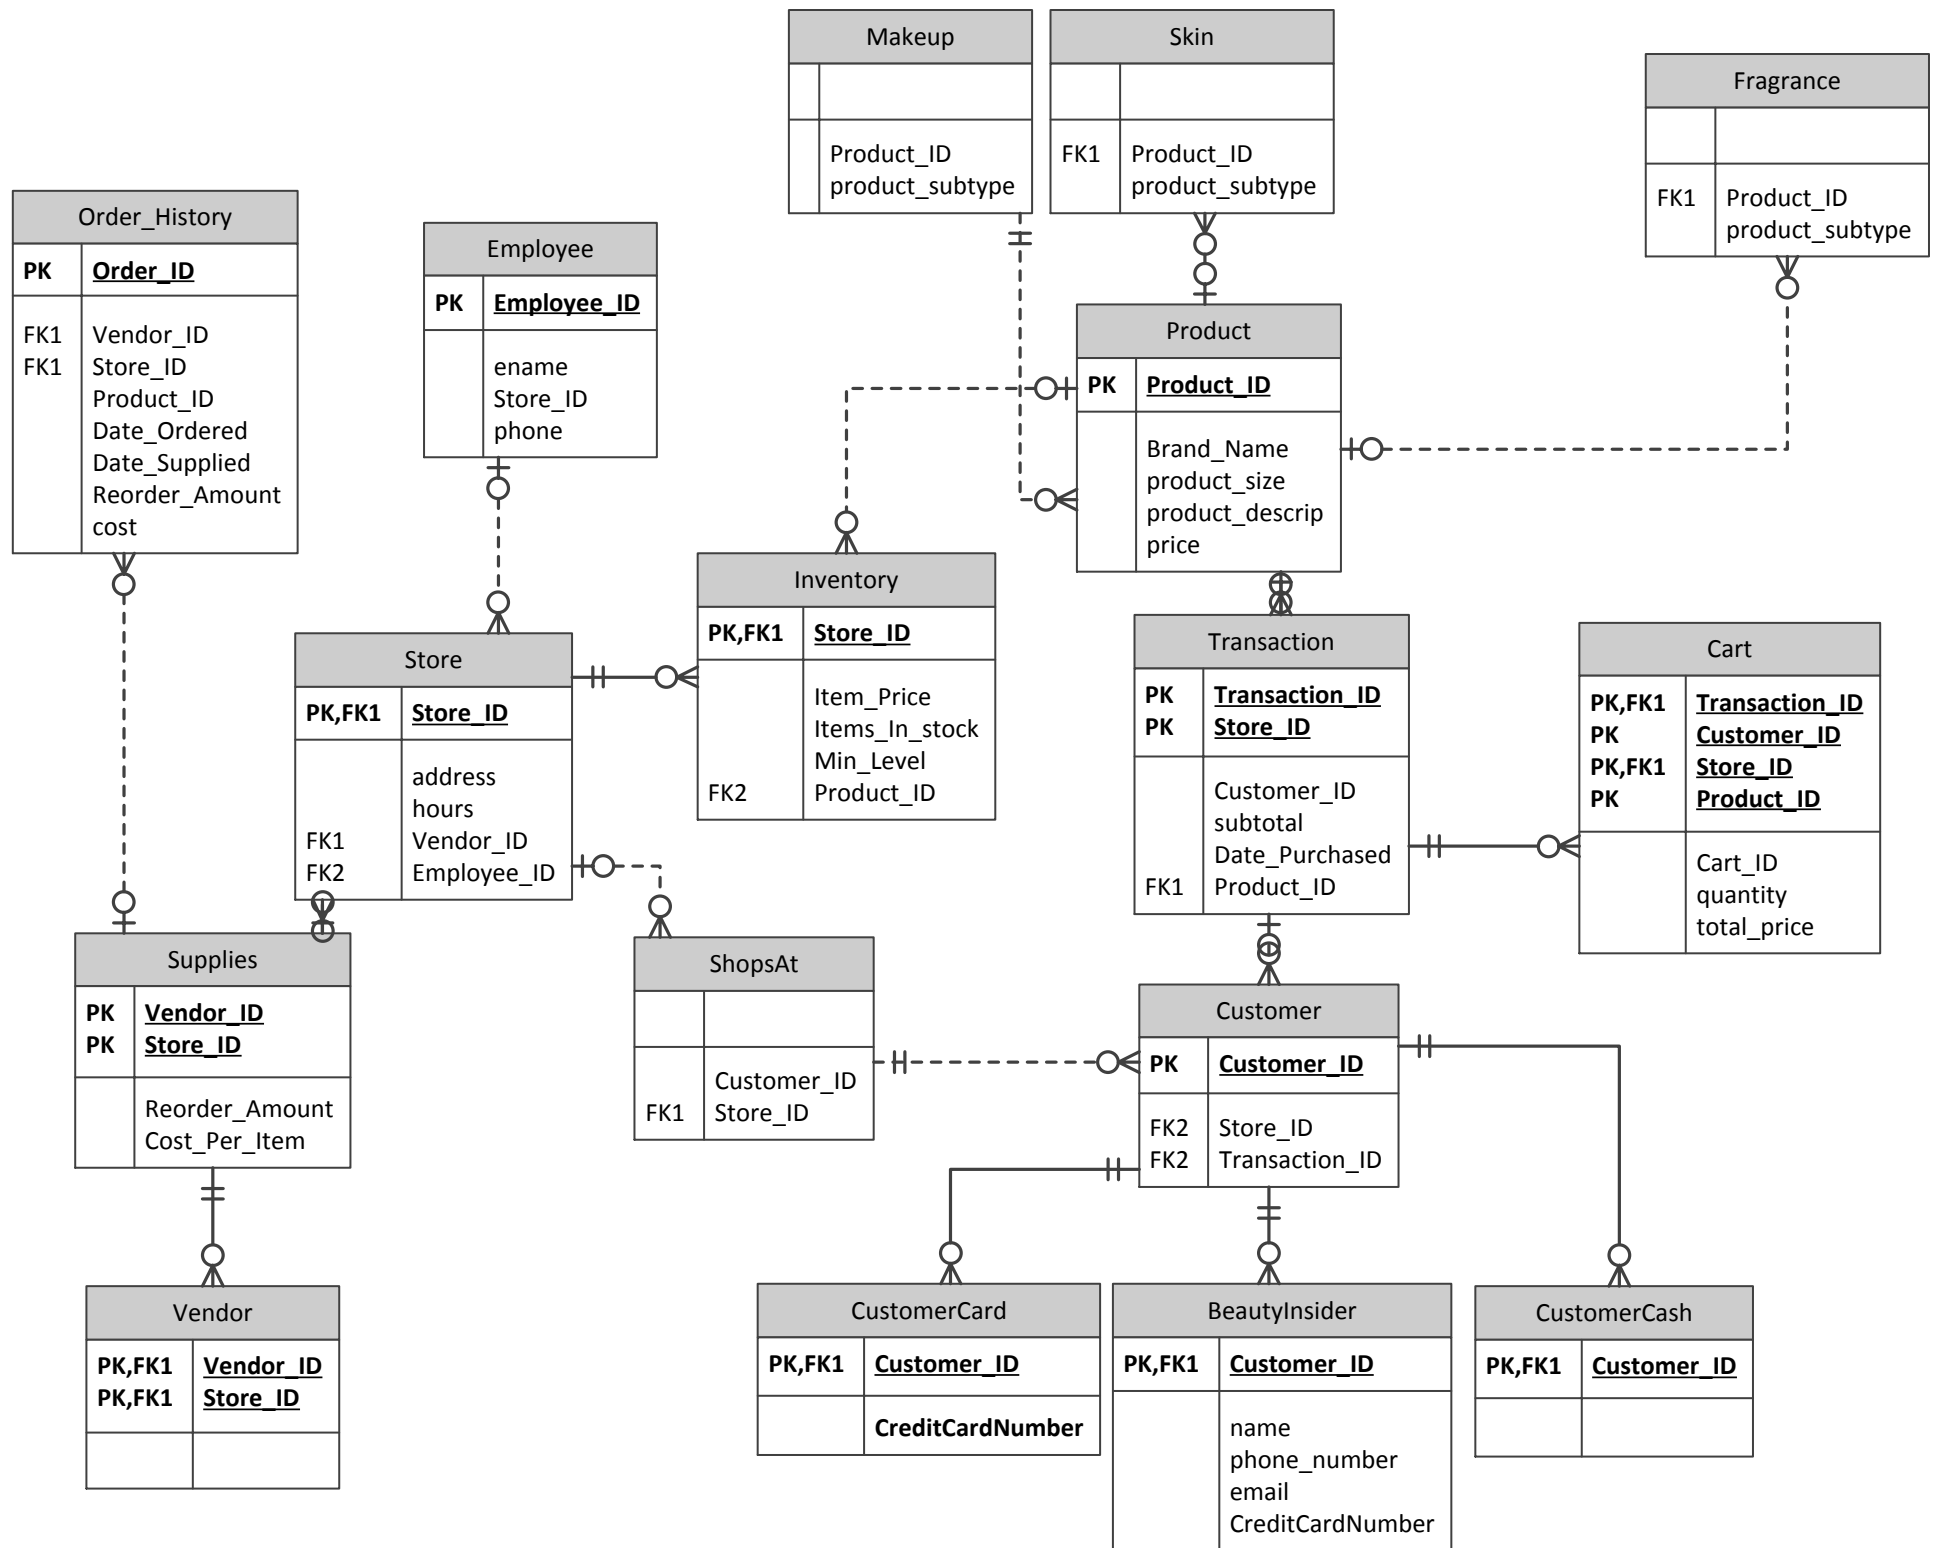 Makeup
Product_ID
product_subtype
Skin
FK1 Product_ID
product_subtype
Fragrance
FK1 Product_ID
product_subtype
Order_History
PK Order_ID
FK1 Vendor_ID
FK1 Store_ID
Product_ID
Date_Ordered
Date_Supplied
Reorder_Amount
cost
Employee
PK Employee_ID
ename
Store_ID
phone
Product
PK Product_ID
Brand_Name
product_size
product_descrip
price
Inventory
PK,FK1 Store_ID
Item_Price
Items_In_stock
Min_Level
FK2 Product_ID
Store
PK,FK1 Store_ID
address
hours
FK1 Vendor_ID
FK2 Employee_ID
Transaction
PK Transaction_ID
PK Store_ID
Customer_ID
subtotal
Date_Purchased
FK1 Product_ID
Cart
PK,FK1 Transaction_ID
PK Customer_ID
PK,FK1 Store_ID
PK Product_ID
Cart_ID
quantity
total_price
Supplies
PK Vendor_ID
PK Store_ID
Reorder_Amount
Cost_Per_Item
ShopsAt
Customer_ID
FK1 Store_ID
Customer
PK Customer_ID
FK2 Store_ID
FK2 Transaction_ID
Vendor
PK,FK1 Vendor_ID
PK,FK1 Store_ID
CustomerCard
PK,FK1 Customer_ID
CreditCardNumber
BeautyInsider
PK,FK1 Customer_ID
name
phone_number
email
CreditCardNumber
CustomerCash
PK,FK1 Customer_ID